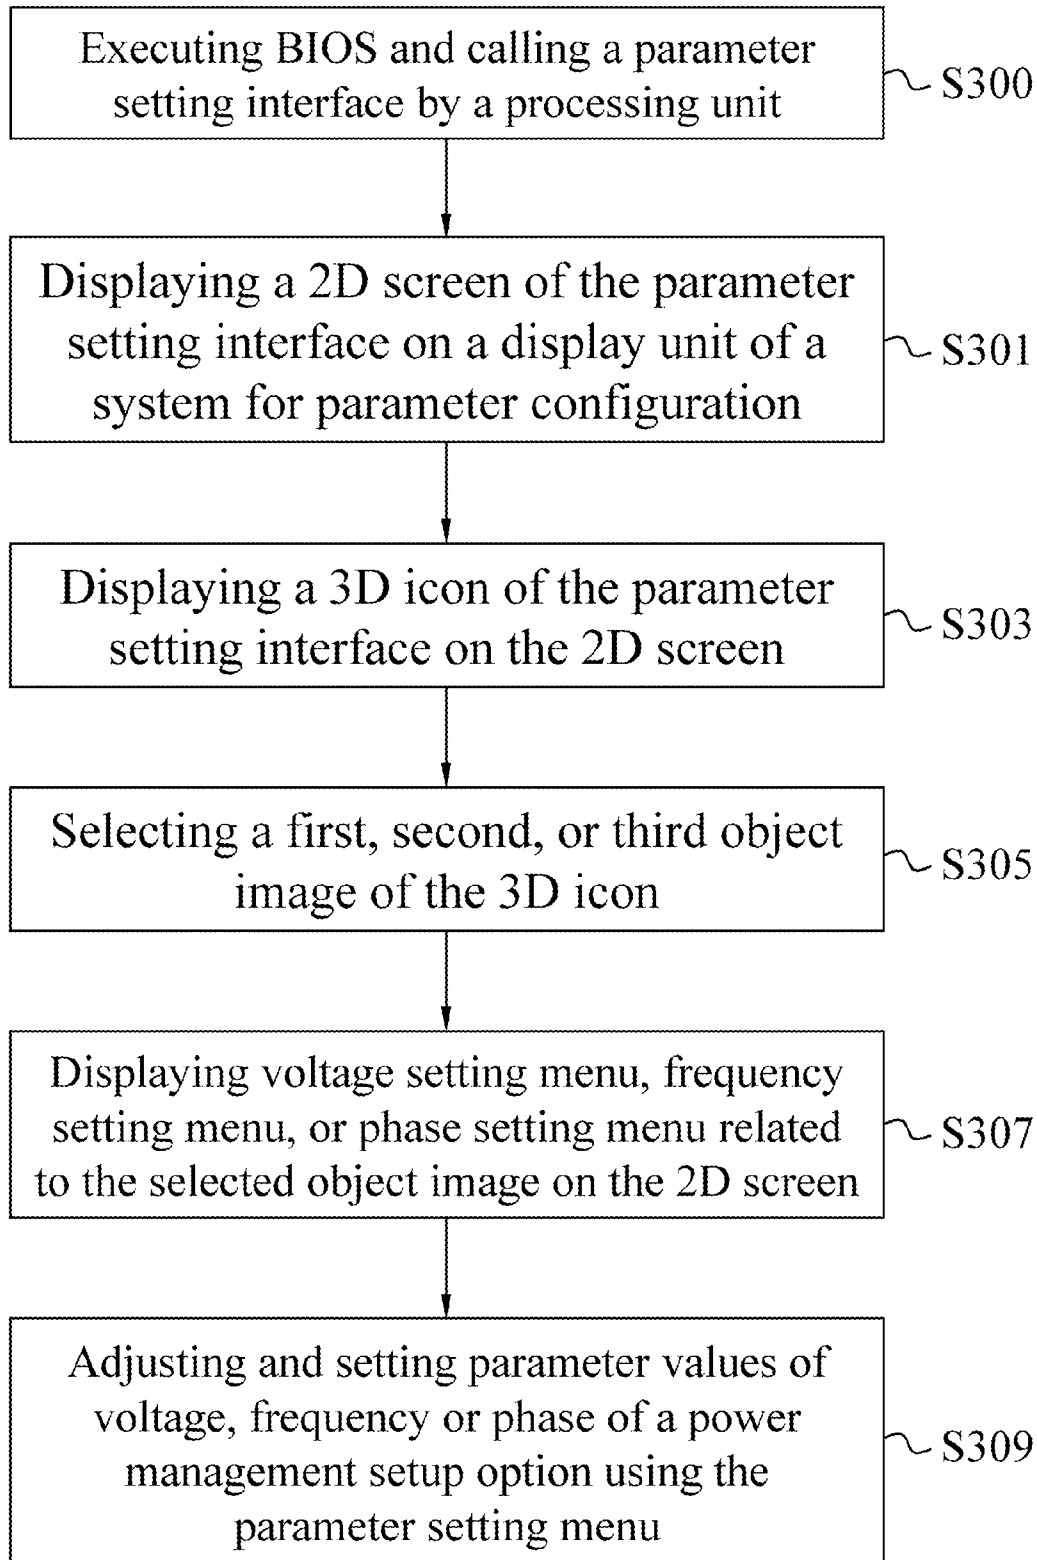 Executing BIOS and calling a parameter
setting interface by a processing unit
S300
Displaying a 2D screen of the parameter
setting interface on a display unit of a
system for parameter configuration
S301
Displaying a 3D icon of the parameter
setting interface on the 2D screen
S303
Selecting a first, second, or third object
image of the 3D icon
S305
Displaying voltage setting menu, frequency
setting menu, or phase setting menu related
to the selected object image on the 2D screen
S307
Adjusting and setting parameter values of
voltage, frequency or phase of a power
management setup option using the
parameter setting menu
S309